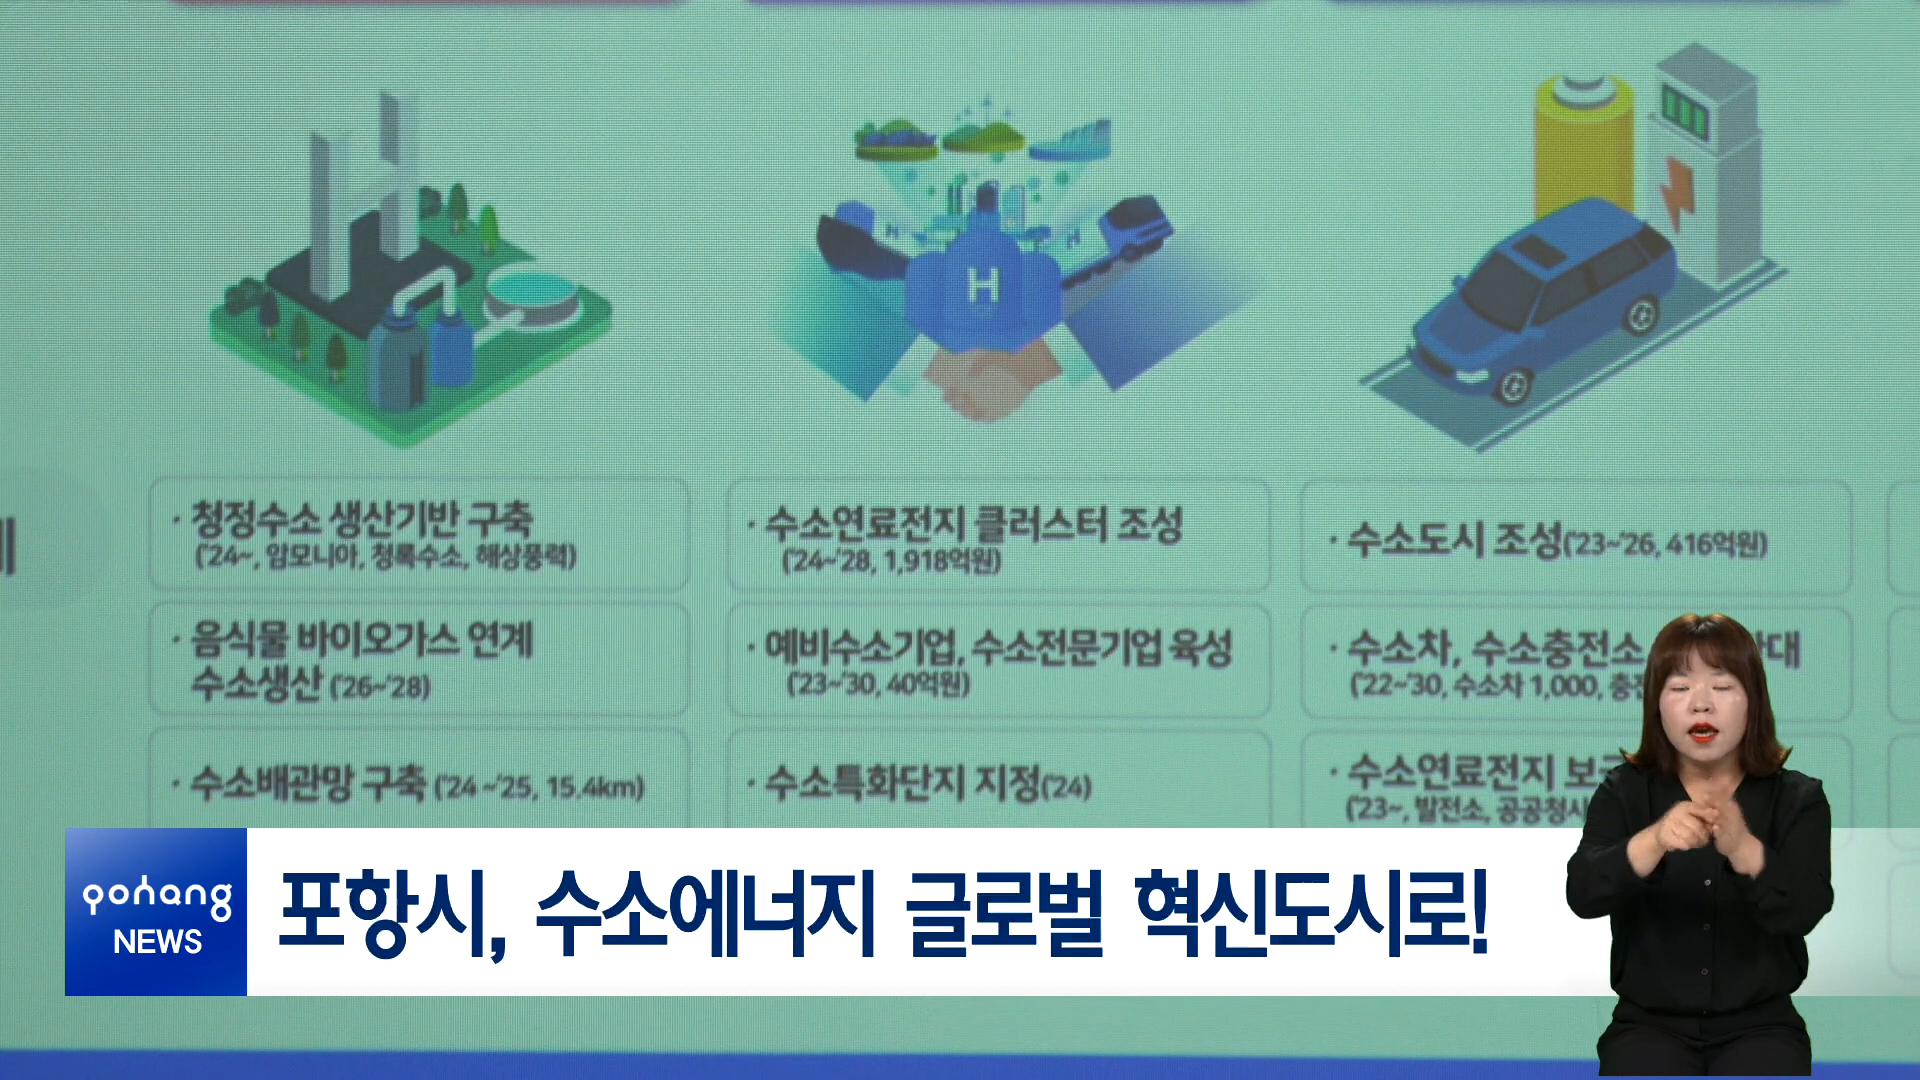 H
H
H
H
· 청정수소 생산기반 구축
('24~, 암모니아, 청록수소, 해상풍력)
· 음식물 바이오가스 연계
수소생산 ('26~'28)
· 수소배관망 구축 ('24 ~'25, 15.4km)
· 수소연료전지 클러스터 조성
('24~'28, 1,918억원)
· 예비수소기업, 수소전문기업 육성
('23~'30, 40억원)
· 수소특화단지 지정('24)
· 수소도시 조성('23~'26, 416억원)
· 수소차, 수소충전소 확대
('22~'30, 수소차 1,000,
· 수소연료전지
('23~, 발전소, 공공청사
pohang
NEWS
포항시, 수소에너지 글로벌 혁신도시로!